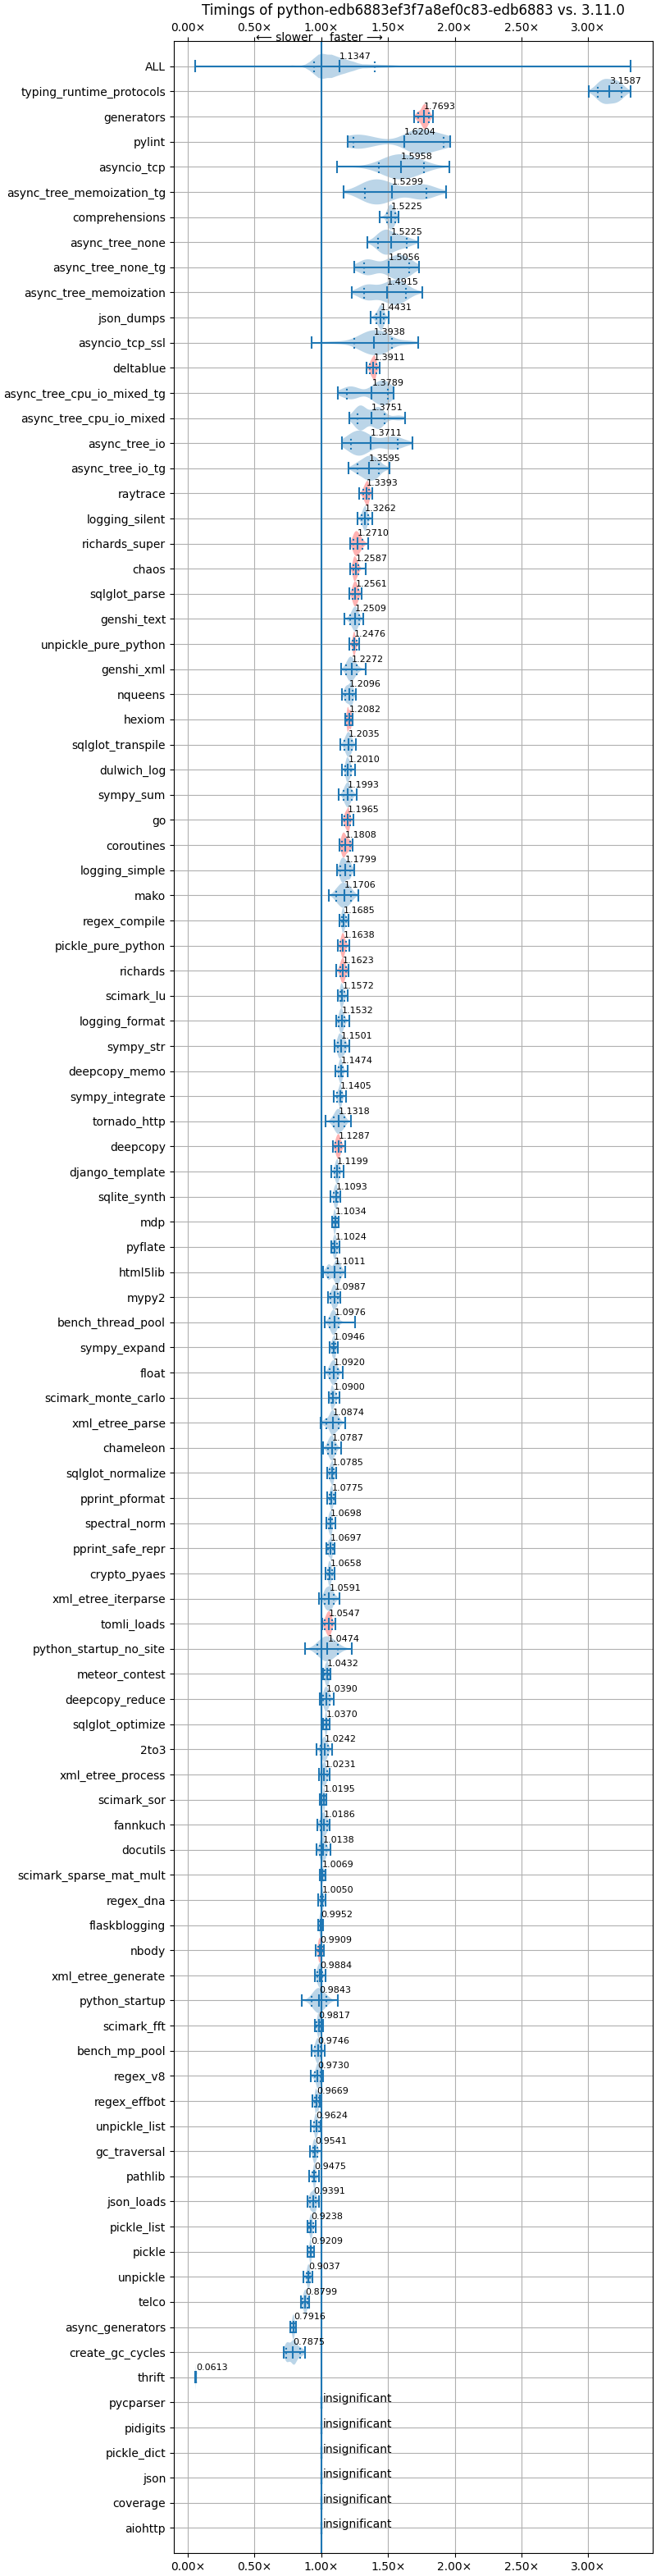 Timings of python-edb6883ef3f7a8ef0c83-edb6883 vs. 3.11.0
0.00× 0.50× 1.00× 1.50× 2.00× 2.50× 3.00×
⟵ slower faster ⟶
ALL 1.1347
typing_runtime_protocols 3.1587
generators 1.7693
pylint 1.6204
asyncio_tcp 1.5958
async_tree_memoization_tg 1.5299
comprehensions 1.5225
async_tree_none 1.5225
async_tree_none_tg 1.5056
async_tree_memoization 1.4915
json_dumps 1.4431
asyncio_tcp_ssl 1.3938
deltablue 1.3911
async_tree_cpu_io_mixed_tg 1.3789
async_tree_cpu_io_mixed 1.3751
async_tree_io 1.3711
async_tree_io_tg 1.3595
raytrace 1.3393
logging_silent 1.3262
richards_super 1.2710
chaos 1.2587
sqlglot_parse 1.2561
genshi_text 1.2509
unpickle_pure_python 1.2476
genshi_xml 1.2272
nqueens 1.2096
hexiom 1.2082
sqlglot_transpile 1.2035
dulwich_log 1.2010
sympy_sum 1.1993
go 1.1965
coroutines 1.1808
logging_simple 1.1799
mako 1.1706
regex_compile 1.1685
pickle_pure_python 1.1638
richards 1.1623
scimark_lu 1.1572
logging_format 1.1532
sympy_str 1.1501
deepcopy_memo 1.1474
sympy_integrate 1.1405
tornado_http 1.1318
deepcopy 1.1287
django_template 1.1199
sqlite_synth 1.1093
mdp 1.1034
pyflate 1.1024
html5lib 1.1011
mypy2 1.0987
bench_thread_pool 1.0976
sympy_expand 1.0946
float 1.0920
scimark_monte_carlo 1.0900
xml_etree_parse 1.0874
chameleon 1.0787
sqlglot_normalize 1.0785
pprint_pformat 1.0775
spectral_norm 1.0698
pprint_safe_repr 1.0697
crypto_pyaes 1.0658
xml_etree_iterparse 1.0591
tomli_loads 1.0547
python_startup_no_site 1.0474
meteor_contest 1.0432
deepcopy_reduce 1.0390
sqlglot_optimize 1.0370
2to3 1.0242
xml_etree_process 1.0231
scimark_sor 1.0195
fannkuch 1.0186
docutils 1.0138
scimark_sparse_mat_mult 1.0069
regex_dna 1.0050
flaskblogging 0.9952
nbody 0.9909
xml_etree_generate 0.9884
python_startup 0.9843
scimark_fft 0.9817
bench_mp_pool 0.9746
regex_v8 0.9730
regex_effbot 0.9669
unpickle_list 0.9624
gc_traversal 0.9541
pathlib 0.9475
json_loads 0.9391
pickle_list 0.9238
pickle 0.9209
unpickle 0.9037
telco 0.8799
async_generators 0.7916
create_gc_cycles 0.7875
thrift 0.0613
pycparser insignificant
pidigits insignificant
pickle_dict insignificant
json insignificant
coverage insignificant
aiohttp insignificant
0.00× 0.50× 1.00× 1.50× 2.00× 2.50× 3.00×